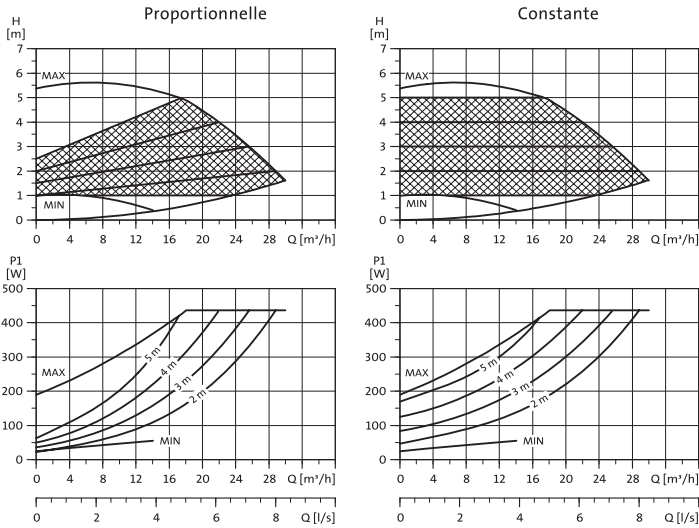 Proportionnelle
H
[m]
7
6
5
4
3
2
1
0
MAX
MIN
0 4 8 12 16 20 24 28 Q [m³/h]
P1
[W]
500
400
300
200
100
0
MAX
5 m
4 m
3 m
2 m
MIN
0 4 8 12 16 20 24 28 Q [m³/h]
0 2 4 6 8 Q [l/s]
Constante
H
[m]
7
6
5
4
3
2
1
0
MAX
MIN
0 4 8 12 16 20 24 28 Q [m³/h]
P1
[W]
500
400
300
200
100
0
MAX
5 m
4 m
3 m
2 m
MIN
0 4 8 12 16 20 24 28 Q [m³/h]
0 2 4 6 8 Q [l/s]